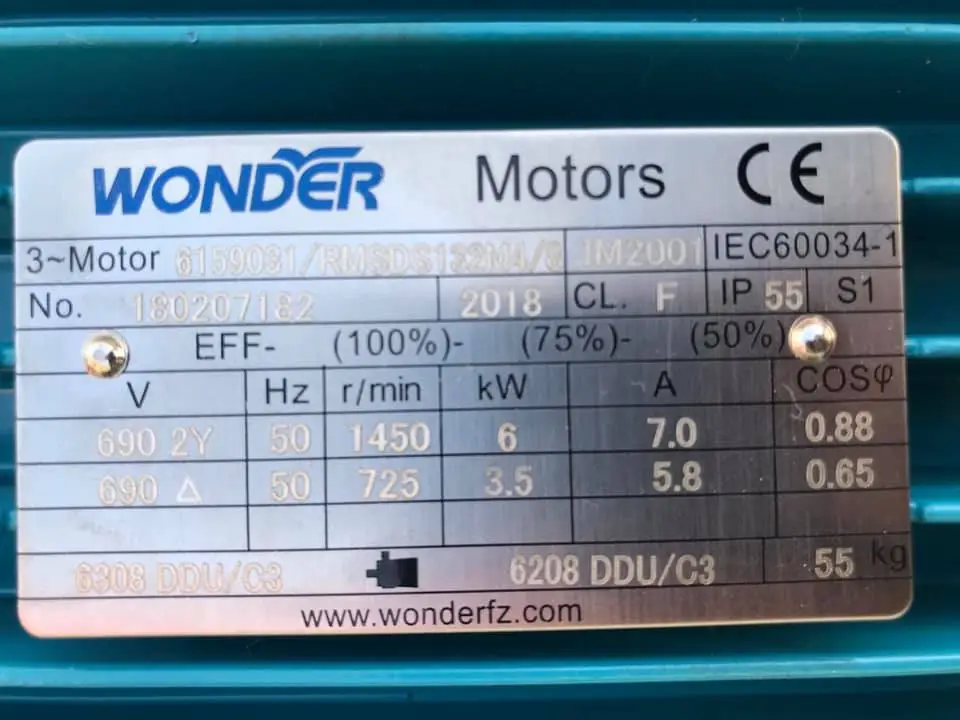 WONDER Motors CE
3~Motor 6159031/RMSDS132M4/8 IM2001 IEC60034-1
No. 180207182 2018 CL. F IP 55 S1
EFF- (100%)- (75%)- (50%)
V Hz r/min kW A COSφ
690 2Y 50 1450 6 7.0 0.88
690 △ 50 725 3.5 5.8 0.65
6308 DDU/C3 6208 DDU/C3 55 kg
www.wonderfz.com